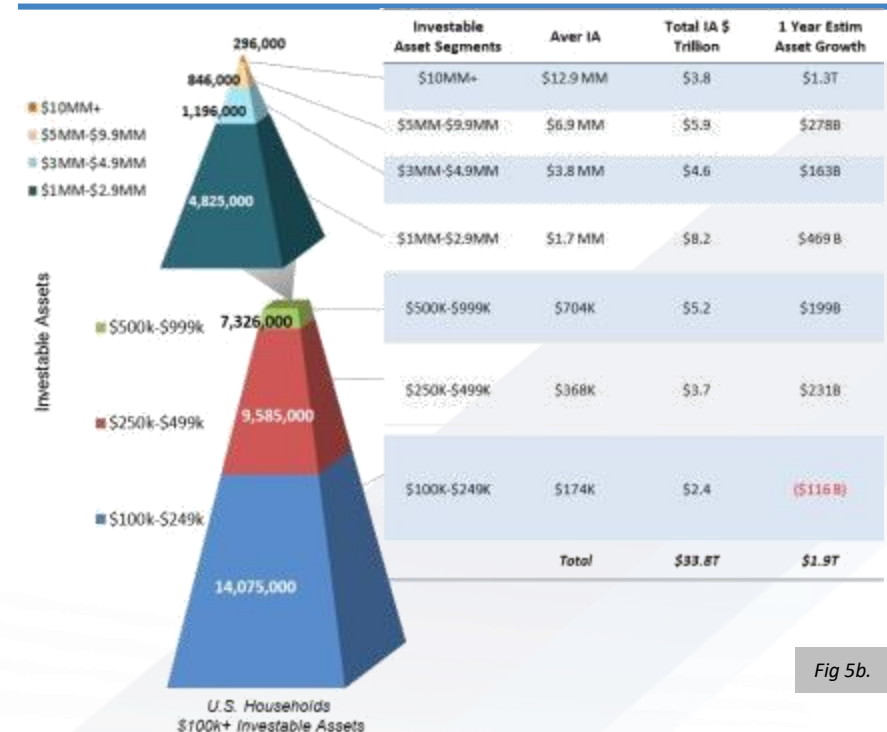 296,000
846,000
1,196,000
4,825,000
$10MM+
$5MM-$9.9MM
$3MM-$4.9MM
$1MM-$2.9MM
Investable Assets
$500k-$999k
7,326,000
$250k-$499k
9,585,000
$100k-$249k
14,075,000
U.S. Households
$100k+ Investable Assets
Investable Asset Segments Aver IA Total IA $ Trillion 1 Year Estim Asset Growth
$10MM+ $12.9 MM $3.8 $1.3T
$5MM-$9.9MM $6.9 MM $5.9 $278B
$3MM-$4.9MM $3.8 MM $4.6 $163B
$1MM-$2.9MM $1.7 MM $8.2 $469 B
$500K-$999K $704K $5.2 $199B
$250K-$499K $368K $3.7 $231B
$100K-$249K $174K $2.4 ($116 B)
Total $33.8T $1.9T
Fig 5b.